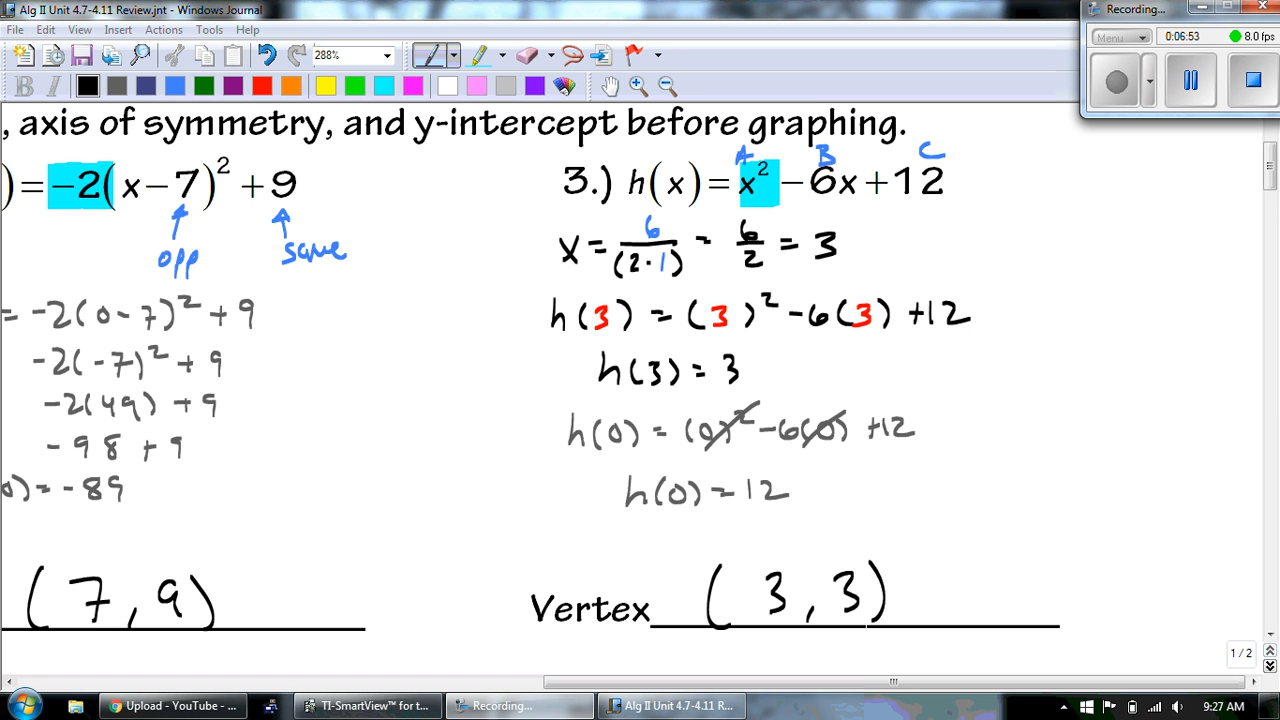 Alg II Unit 4.7-4.11 Review.jnt - Windows Journal
File Edit View Insert Actions Tools Help
288%
B I
Recording...
Menu 0:06:53 8.0 fps
, axis of symmetry, and y-intercept before graphing.
) = -2(x-7)² + 9
opp same
= -2(0-7)² + 9
-2(-7)² + 9
-2(49) + 9
-98 + 9
0) = -89
(7, 9)
A B C
3.) h(x) = x² - 6x + 12
x = 6/(2·1) = 6/2 = 3
h(3) = (3)² - 6(3) + 12
h(3) = 3
h(0) = (0)² - 6(0) + 12
h(0) = 12
Vertex (3, 3)
1 / 2
Upload - YouTube - ... TI-SmartView™ for t... Recording... Alg II Unit 4.7-4.11 R... 9:27 AM